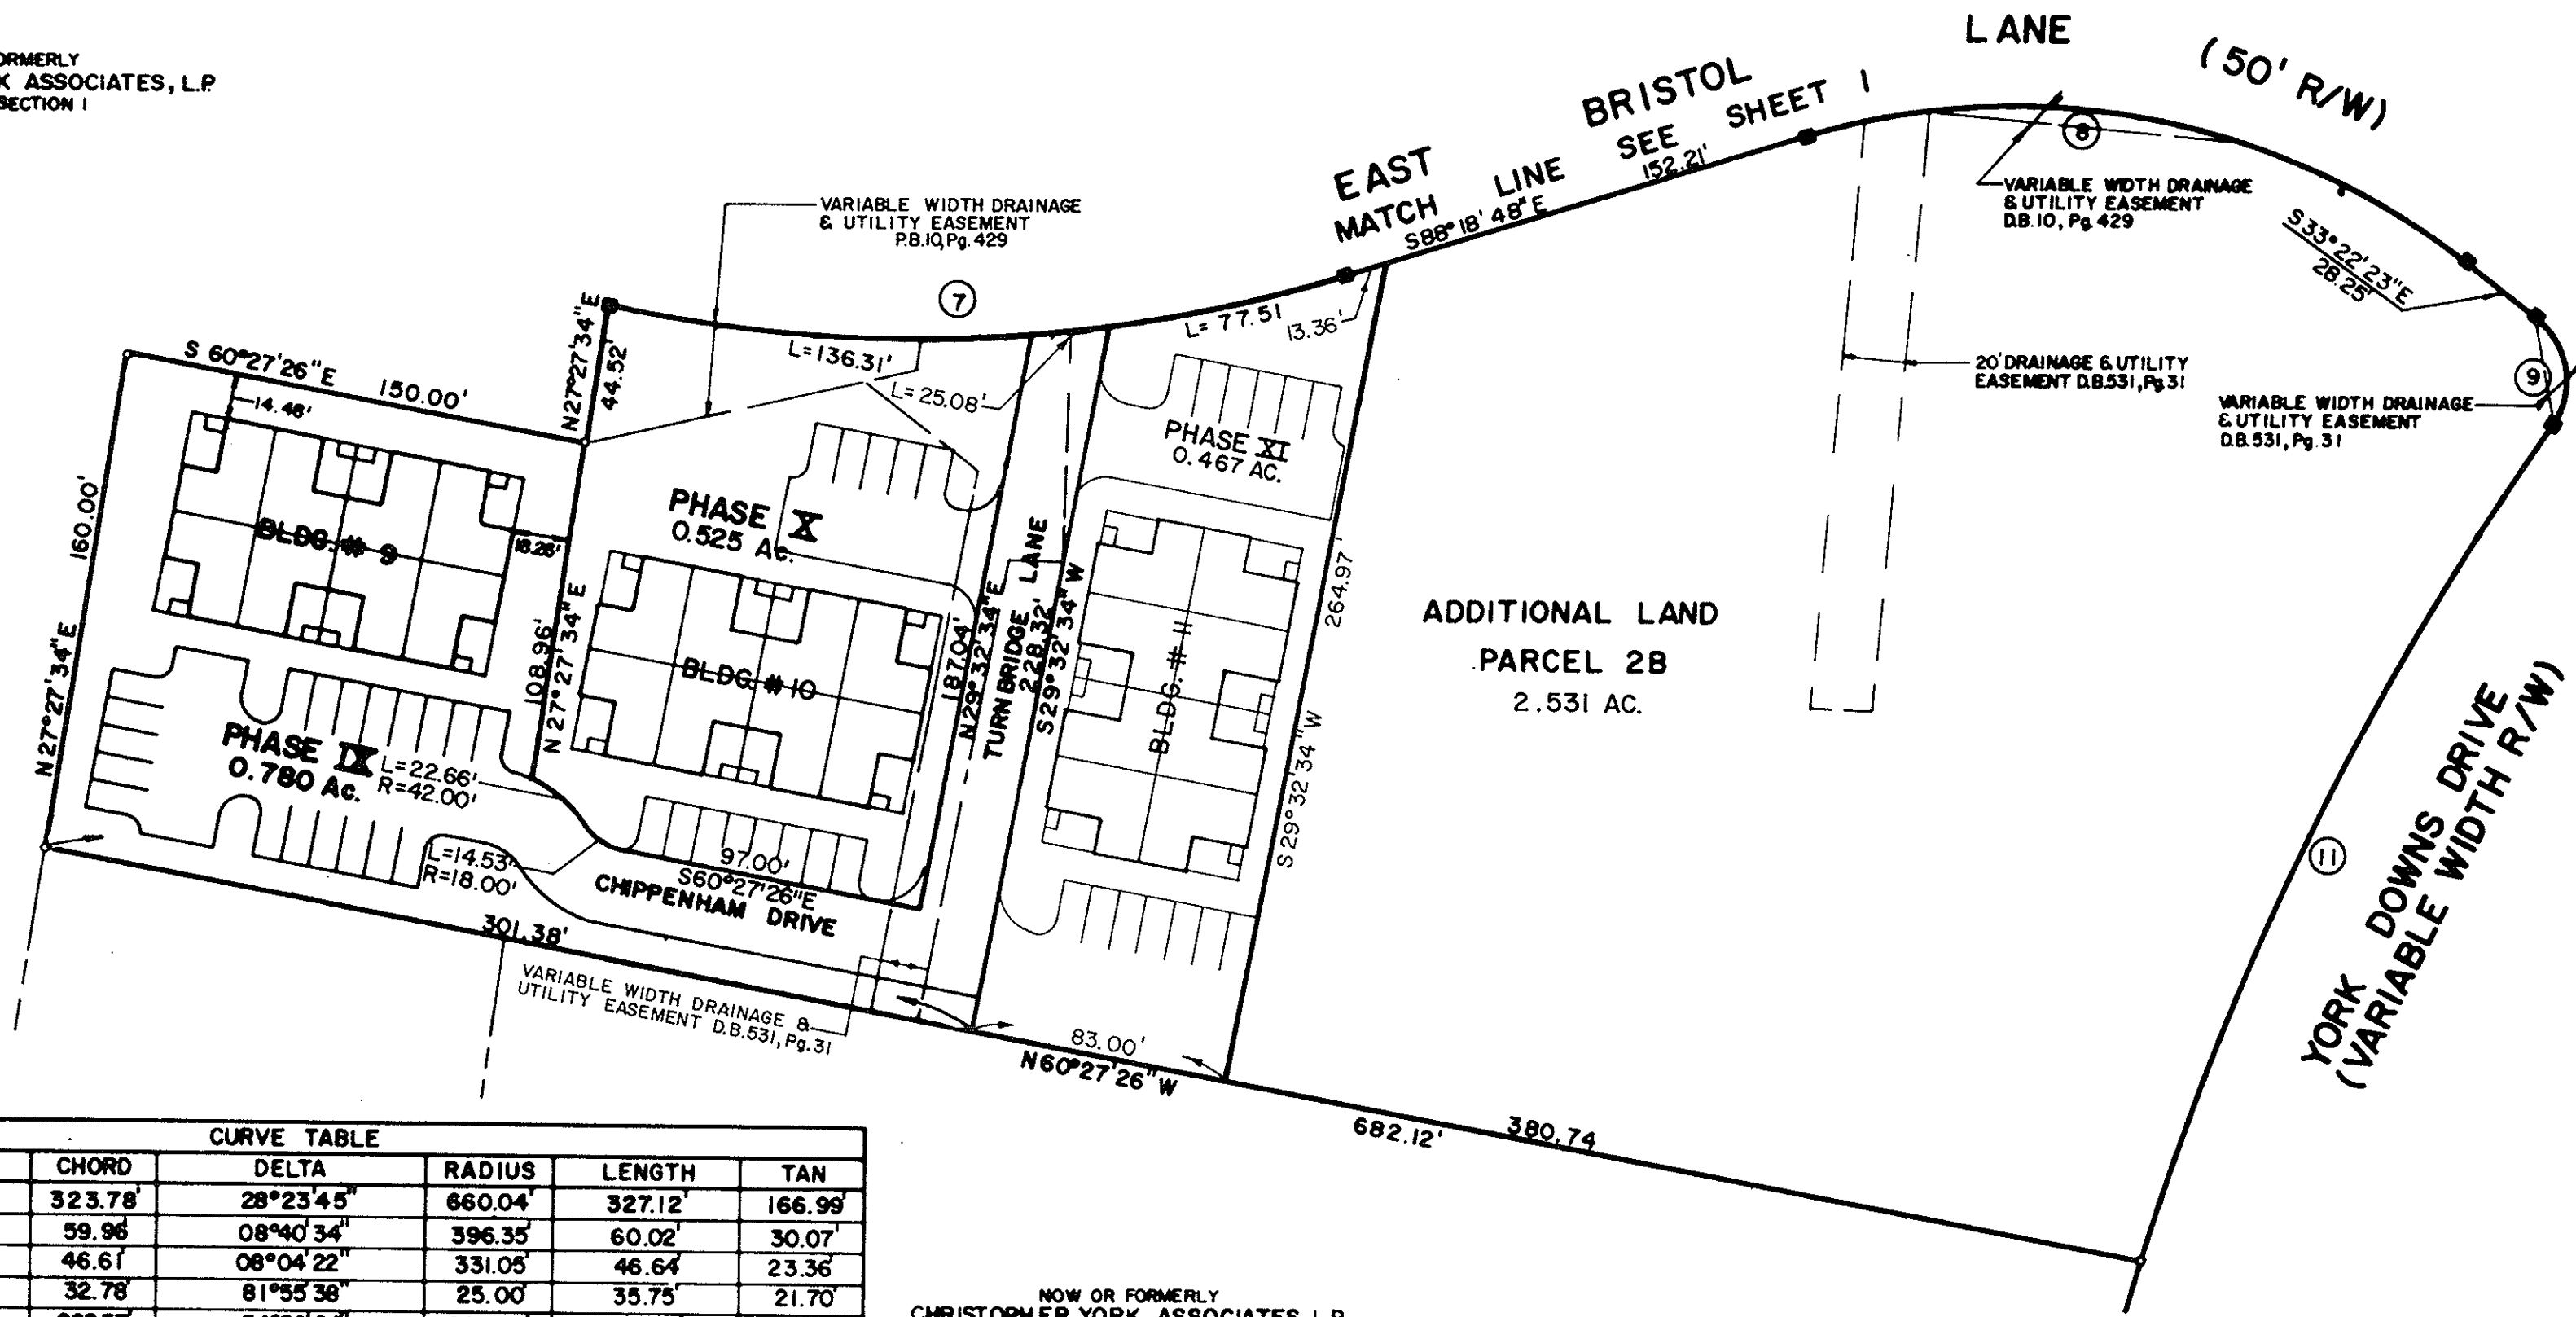 ORMERLY
K ASSOCIATES, L.P.
SECTION 1
LANE
(50' R/W)
BRISTOL
SEE SHEET 1
EAST
MATCH LINE
152.21'
S88°18'48"E
VARIABLE WIDTH DRAINAGE
& UTILITY EASEMENT
P.B.10,Pg.429
7
8
VARIABLE WIDTH DRAINAGE
& UTILITY EASEMENT
D.B.10, Pg.429
S33°22'23"E
28.25'
20' DRAINAGE & UTILITY
EASEMENT D.B.531,Pg.31
9
VARIABLE WIDTH DRAINAGE
& UTILITY EASEMENT
D.B.531,Pg.31
S 60°27'26"E
150.00'
14.48'
N27°27'34"E
44.52'
L=136.31'
L=25.08'
L= 77.51
13.36'
PHASE XI
0.467 AC.
160.00'
N27°27'34"E
BLDG. # 9
18.26'
PHASE X
0.525 Ac.
108.96'
N27°27'34"E
BLDG. # 10
187.04'
N29°32'34"E
TURNBRIDGE LANE
228.32'
S29°32'34"W
BLDG. # 11
264.97'
S29°32'34"W
ADDITIONAL LAND
PARCEL 2B
2.531 AC.
PHASE IX
0.780 Ac.
L=22.66'
R=42.00'
L=14.53'
R=18.00'
97.00'
S60°27'26"E
CHIPPENHAM DRIVE
301.38'
VARIABLE WIDTH DRAINAGE &
UTILITY EASEMENT D.B.531,Pg.31
83.00'
N60°27'26"W
682.12'
380.74
11
YORK DOWNS DRIVE
(VARIABLE WIDTH R/W)
CURVE TABLE
CHORD DELTA RADIUS LENGTH TAN
323.78' 28°23'45" 660.04' 327.12' 166.99'
59.96' 08°40'34" 396.35' 60.02' 30.07'
46.61' 08°04'22" 331.05' 46.64' 23.36'
32.78' 81°55'38" 25.00' 35.75' 21.70'
NOW OR FORMERLY
CHRISTOPHER YORK ASSOCIATES, L.P.